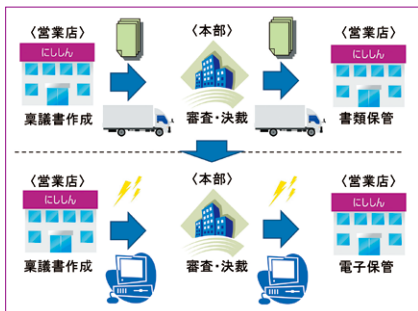 〈営業店〉
にししん
稟議書作成
〈本部〉
審査・決裁
〈営業店〉
にししん
書類保管
〈営業店〉
にししん
稟議書作成
〈本部〉
審査・決裁
〈営業店〉
にししん
電子保管